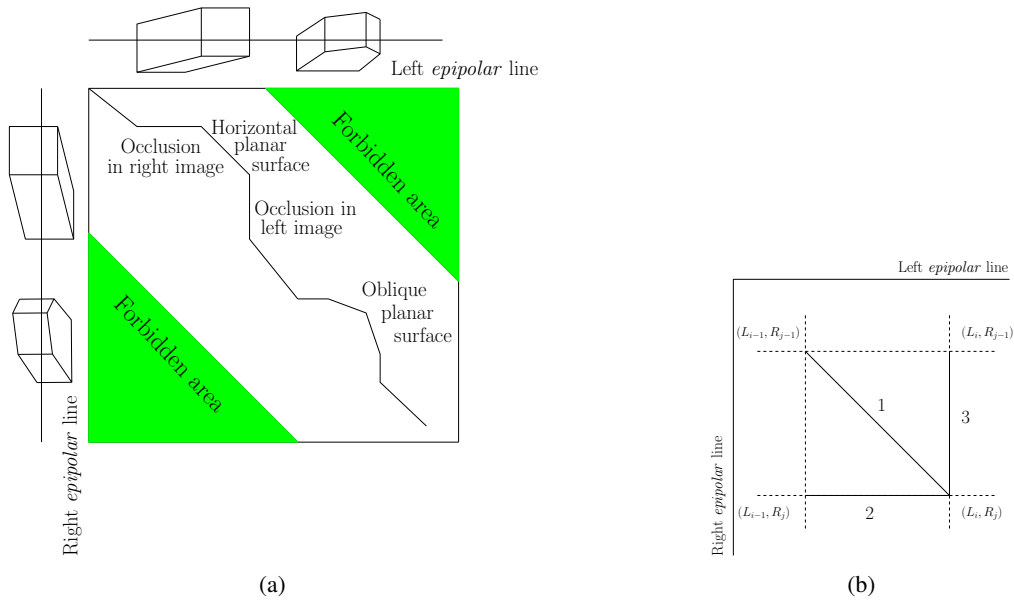 Left epipolar line
Horizontal
planar
surface
Occlusion
in right image
Forbidden area
Occlusion in
left image
Oblique
planar
surface
Forbidden area
Right epipolar line
(a)
Left epipolar line
(L_{i-1}, R_{j-1})
(L_i, R_{j-1})
1
3
(L_{i-1}, R_j)
2
(L_i, R_j)
Right epipolar line
(b)